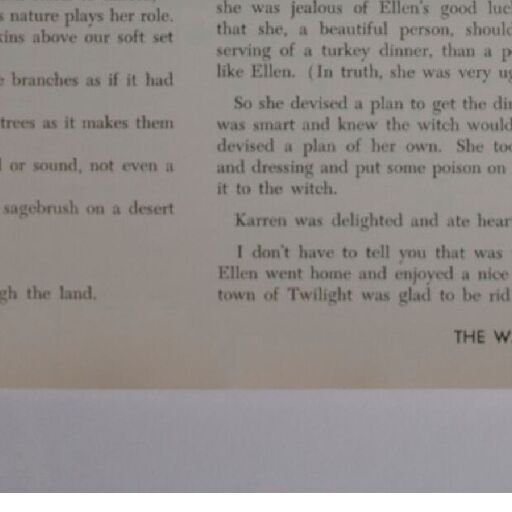 s nature plays her role.
kins above our soft set
e branches as if it had
trees as it makes them
or sound, not even a
sagebrush on a desert
gh the land.
she was jealous of Ellen's good luc
that she, a beautiful person, should
serving of a turkey dinner, than a p
like Ellen. (In truth, she was very ug
So she devised a plan to get the di
was smart and knew the witch would
devised a plan of her own. She too
and dressing and put some poison on
it to the witch.
Karren was delighted and ate hear
I don't have to tell you that was
Ellen went home and enjoyed a nice
town of Twilight was glad to be rid
THE W